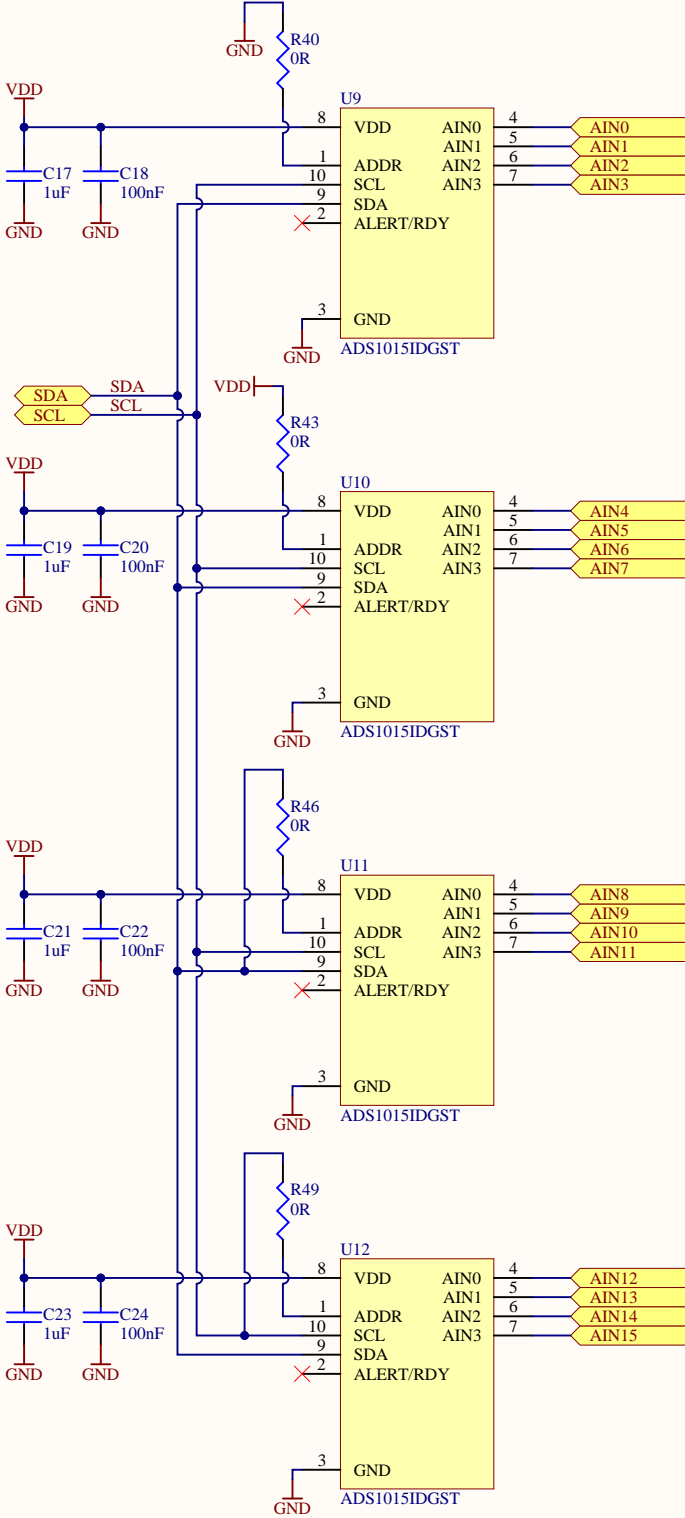 GND
R40
0R
U9
VDD
C17
1uF
C18
100nF
GND
GND
8 VDD
1 ADDR
10 SCL
9 SDA
2 ALERT/RDY
3 GND
AIN0 4 AIN0
AIN1 5 AIN1
AIN2 6 AIN2
AIN3 7 AIN3
GND
ADS1015IDGST
SDA SDA
SCL SCL
VDD
R43
0R
U10
VDD
C19
1uF
C20
100nF
GND
GND
8 VDD
1 ADDR
10 SCL
9 SDA
2 ALERT/RDY
3 GND
AIN0 4 AIN4
AIN1 5 AIN5
AIN2 6 AIN6
AIN3 7 AIN7
GND
ADS1015IDGST
R46
0R
U11
VDD
C21
1uF
C22
100nF
GND
GND
8 VDD
1 ADDR
10 SCL
9 SDA
2 ALERT/RDY
3 GND
AIN0 4 AIN8
AIN1 5 AIN9
AIN2 6 AIN10
AIN3 7 AIN11
GND
ADS1015IDGST
R49
0R
U12
VDD
C23
1uF
C24
100nF
GND
GND
8 VDD
1 ADDR
10 SCL
9 SDA
2 ALERT/RDY
3 GND
AIN0 4 AIN12
AIN1 5 AIN13
AIN2 6 AIN14
AIN3 7 AIN15
GND
ADS1015IDGST